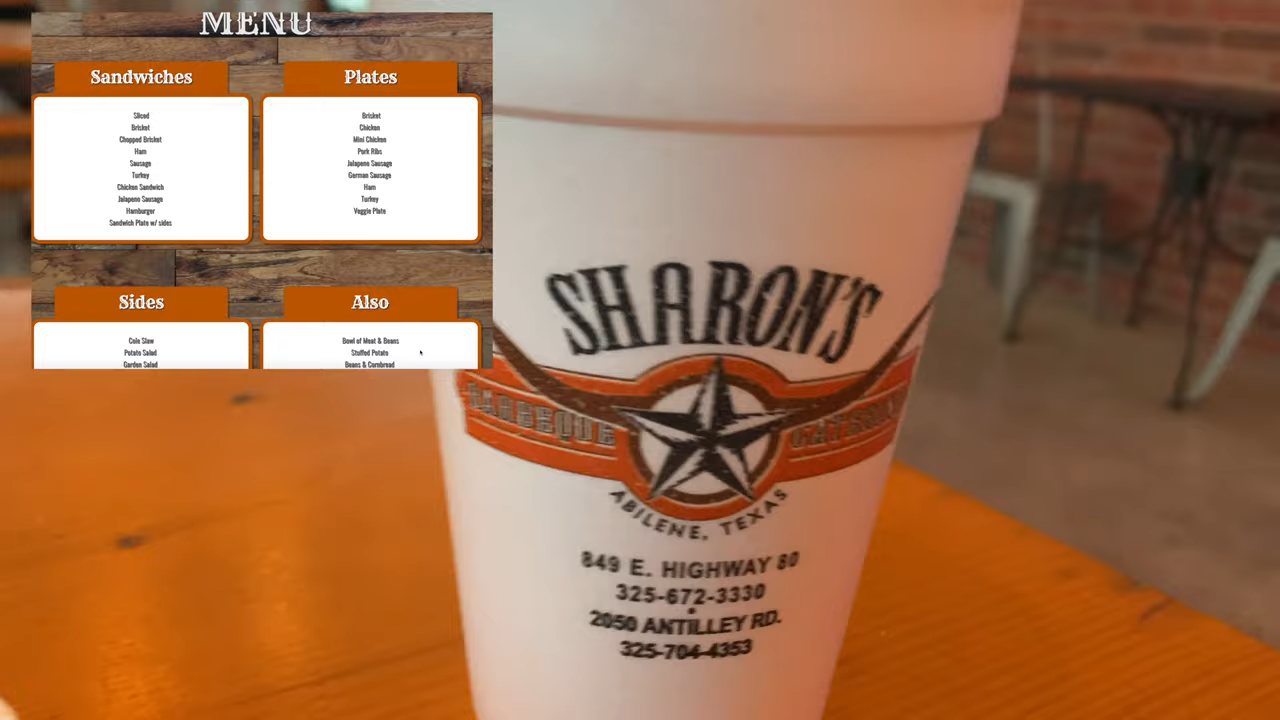 MENU
Sandwiches
Sliced
Brisket
Chopped Brisket
Ham
Sausage
Turkey
Chicken Sandwich
Jalapeno Sausage
Hamburger
Sandwich Plate w/ sides
Plates
Brisket
Chicken
Mini Chicken
Pork Ribs
Jalapeno Sausage
German Sausage
Ham
Turkey
Veggie Plate
Sides
Cole Slaw
Potato Salad
Garden Salad
Also
Bowl of Meat & Beans
Stuffed Potato
Beans & Cornbread
SHARON'S
BARBEQUE CATERING
ABILENE, TEXAS
849 E. HIGHWAY 80
325-672-3330
2050 ANTILLEY RD.
325-704-4353